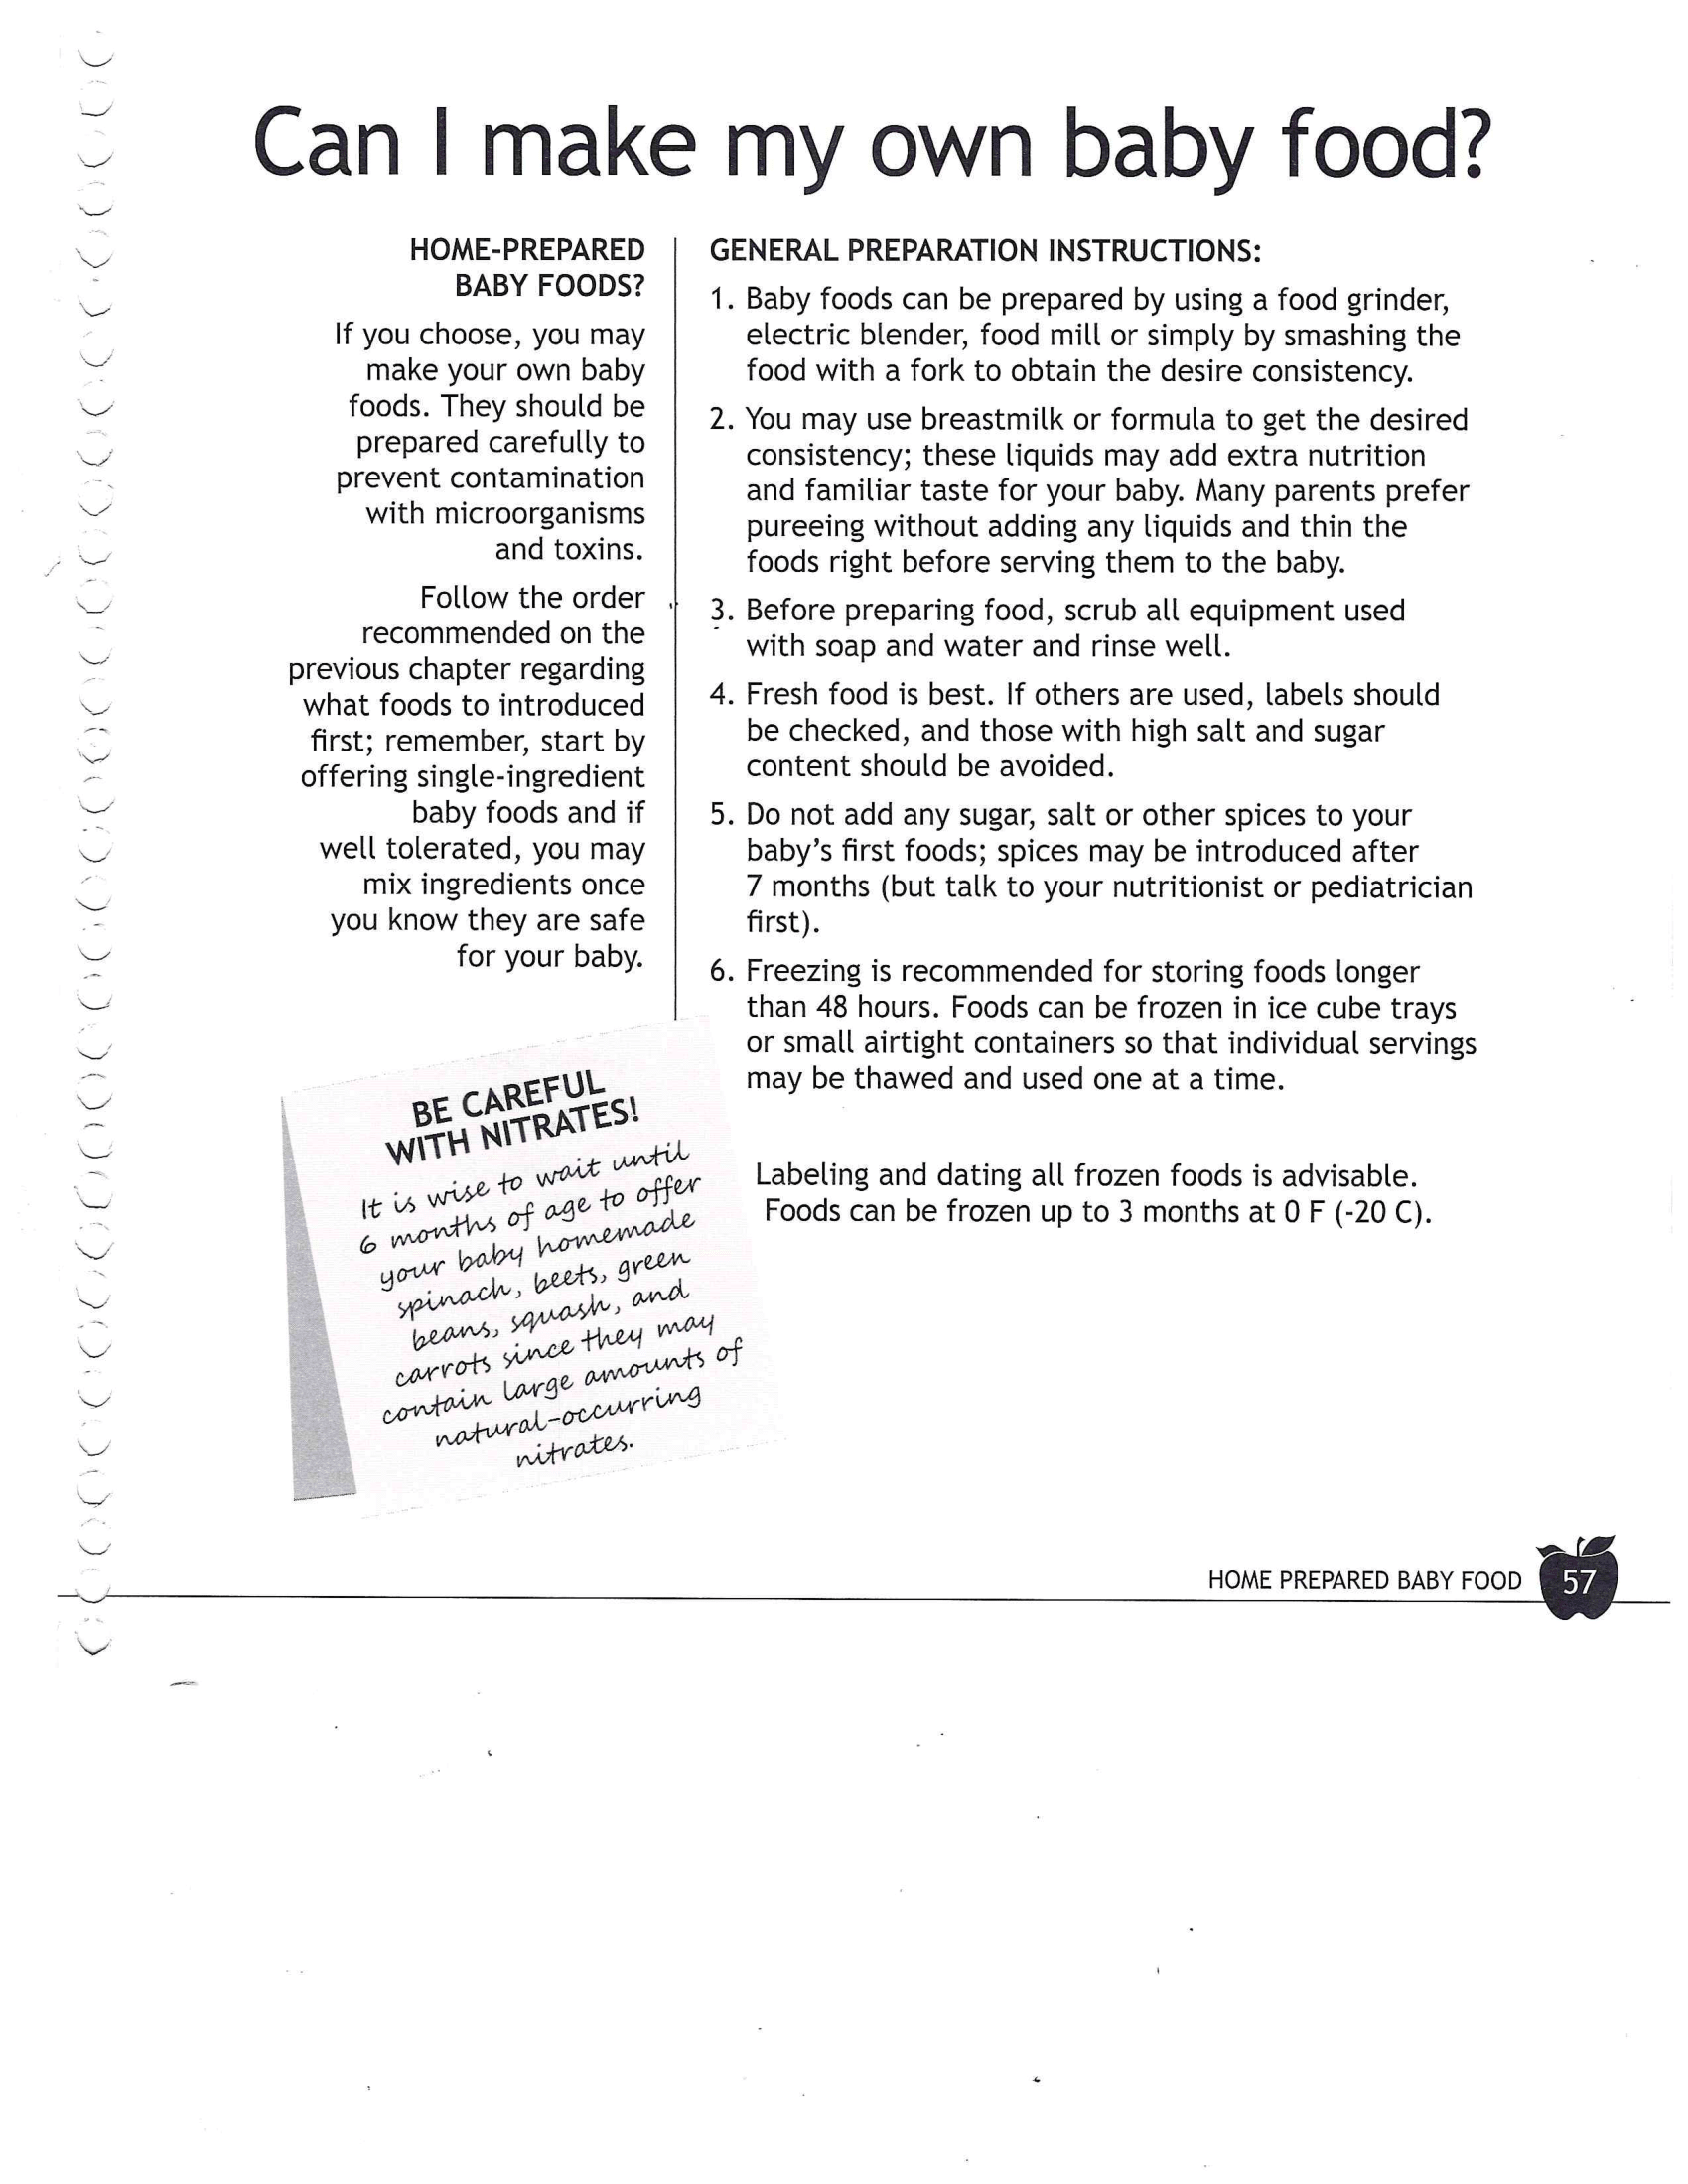 Can I make my own baby food?
HOME-PREPARED
BABY FOODS?
If you choose, you may
make your own baby
foods. They should be
prepared carefully to
prevent contamination
with microorganisms
and toxins.
Follow the order
recommended on the
previous chapter regarding
what foods to introduced
first; remember, start by
offering single-ingredient
baby foods and if
well tolerated, you may
mix ingredients once
you know they are safe
for your baby.
BE CAREFUL
WITH NITRATES!
It is wise to wait until
6 months of age to offer
your baby homemade
spinach, beets, green
beans, squash, and
carrots since they may
contain large amounts of
natural-occurring
nitrates.
GENERAL PREPARATION INSTRUCTIONS:
1. Baby foods can be prepared by using a food grinder,
electric blender, food mill or simply by smashing the
food with a fork to obtain the desire consistency.
2. You may use breastmilk or formula to get the desired
consistency; these liquids may add extra nutrition
and familiar taste for your baby. Many parents prefer
pureeing without adding any liquids and thin the
foods right before serving them to the baby.
3. Before preparing food, scrub all equipment used
with soap and water and rinse well.
4. Fresh food is best. If others are used, labels should
be checked, and those with high salt and sugar
content should be avoided.
5. Do not add any sugar, salt or other spices to your
baby's first foods; spices may be introduced after
7 months (but talk to your nutritionist or pediatrician
first).
6. Freezing is recommended for storing foods longer
than 48 hours. Foods can be frozen in ice cube trays
or small airtight containers so that individual servings
may be thawed and used one at a time.
Labeling and dating all frozen foods is advisable.
Foods can be frozen up to 3 months at 0 F (-20 C).
HOME PREPARED BABY FOOD 57